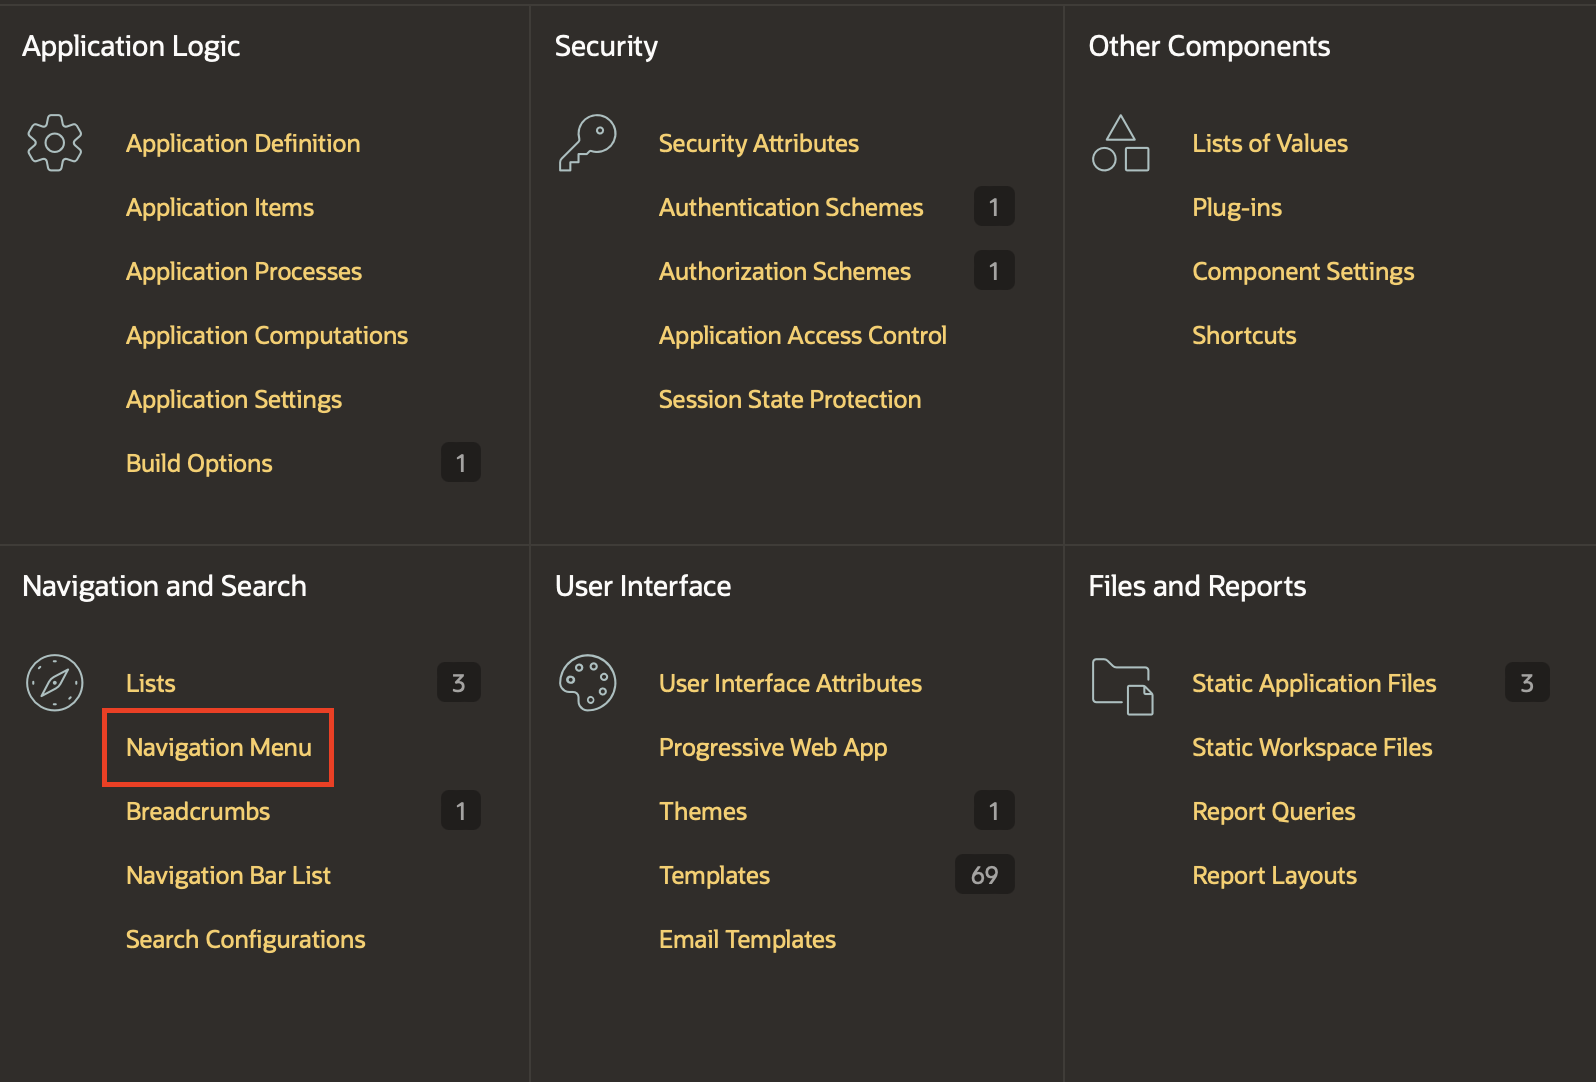 Application Logic
Application Definition
Application Items
Application Processes
Application Computations
Application Settings
Build Options 1
Security
Security Attributes
Authentication Schemes 1
Authorization Schemes 1
Application Access Control
Session State Protection
Other Components
Lists of Values
Plug-ins
Component Settings
Shortcuts
Navigation and Search
Lists 3
Navigation Menu
Breadcrumbs 1
Navigation Bar List
Search Configurations
User Interface
User Interface Attributes
Progressive Web App
Themes 1
Templates 69
Email Templates
Files and Reports
Static Application Files 3
Static Workspace Files
Report Queries
Report Layouts